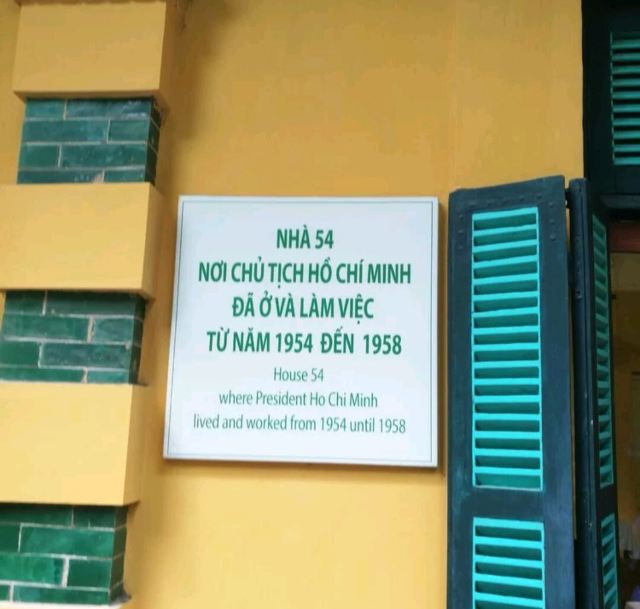 NHÀ 54
NƠI CHỦ TỊCH HỒ CHÍ MINH
ĐÃ Ở VÀ LÀM VIỆC
TỪ NĂM 1954 ĐẾN 1958
House 54
where President Ho Chi Minh
lived and worked from 1954 until 1958